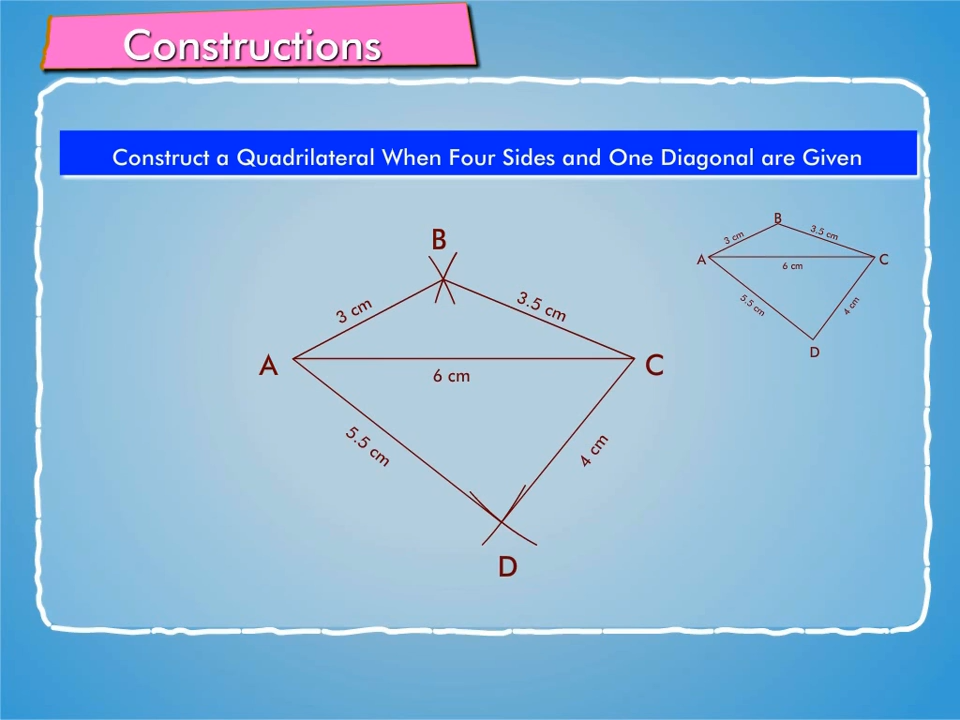 Constructions
Construct a Quadrilateral When Four Sides and One Diagonal are Given
B
3 cm
3.5 cm
A
C
6 cm
5.5 cm
4 cm
D
B
3 cm
3.5 cm
A
C
6 cm
5.5 cm
4 cm
D